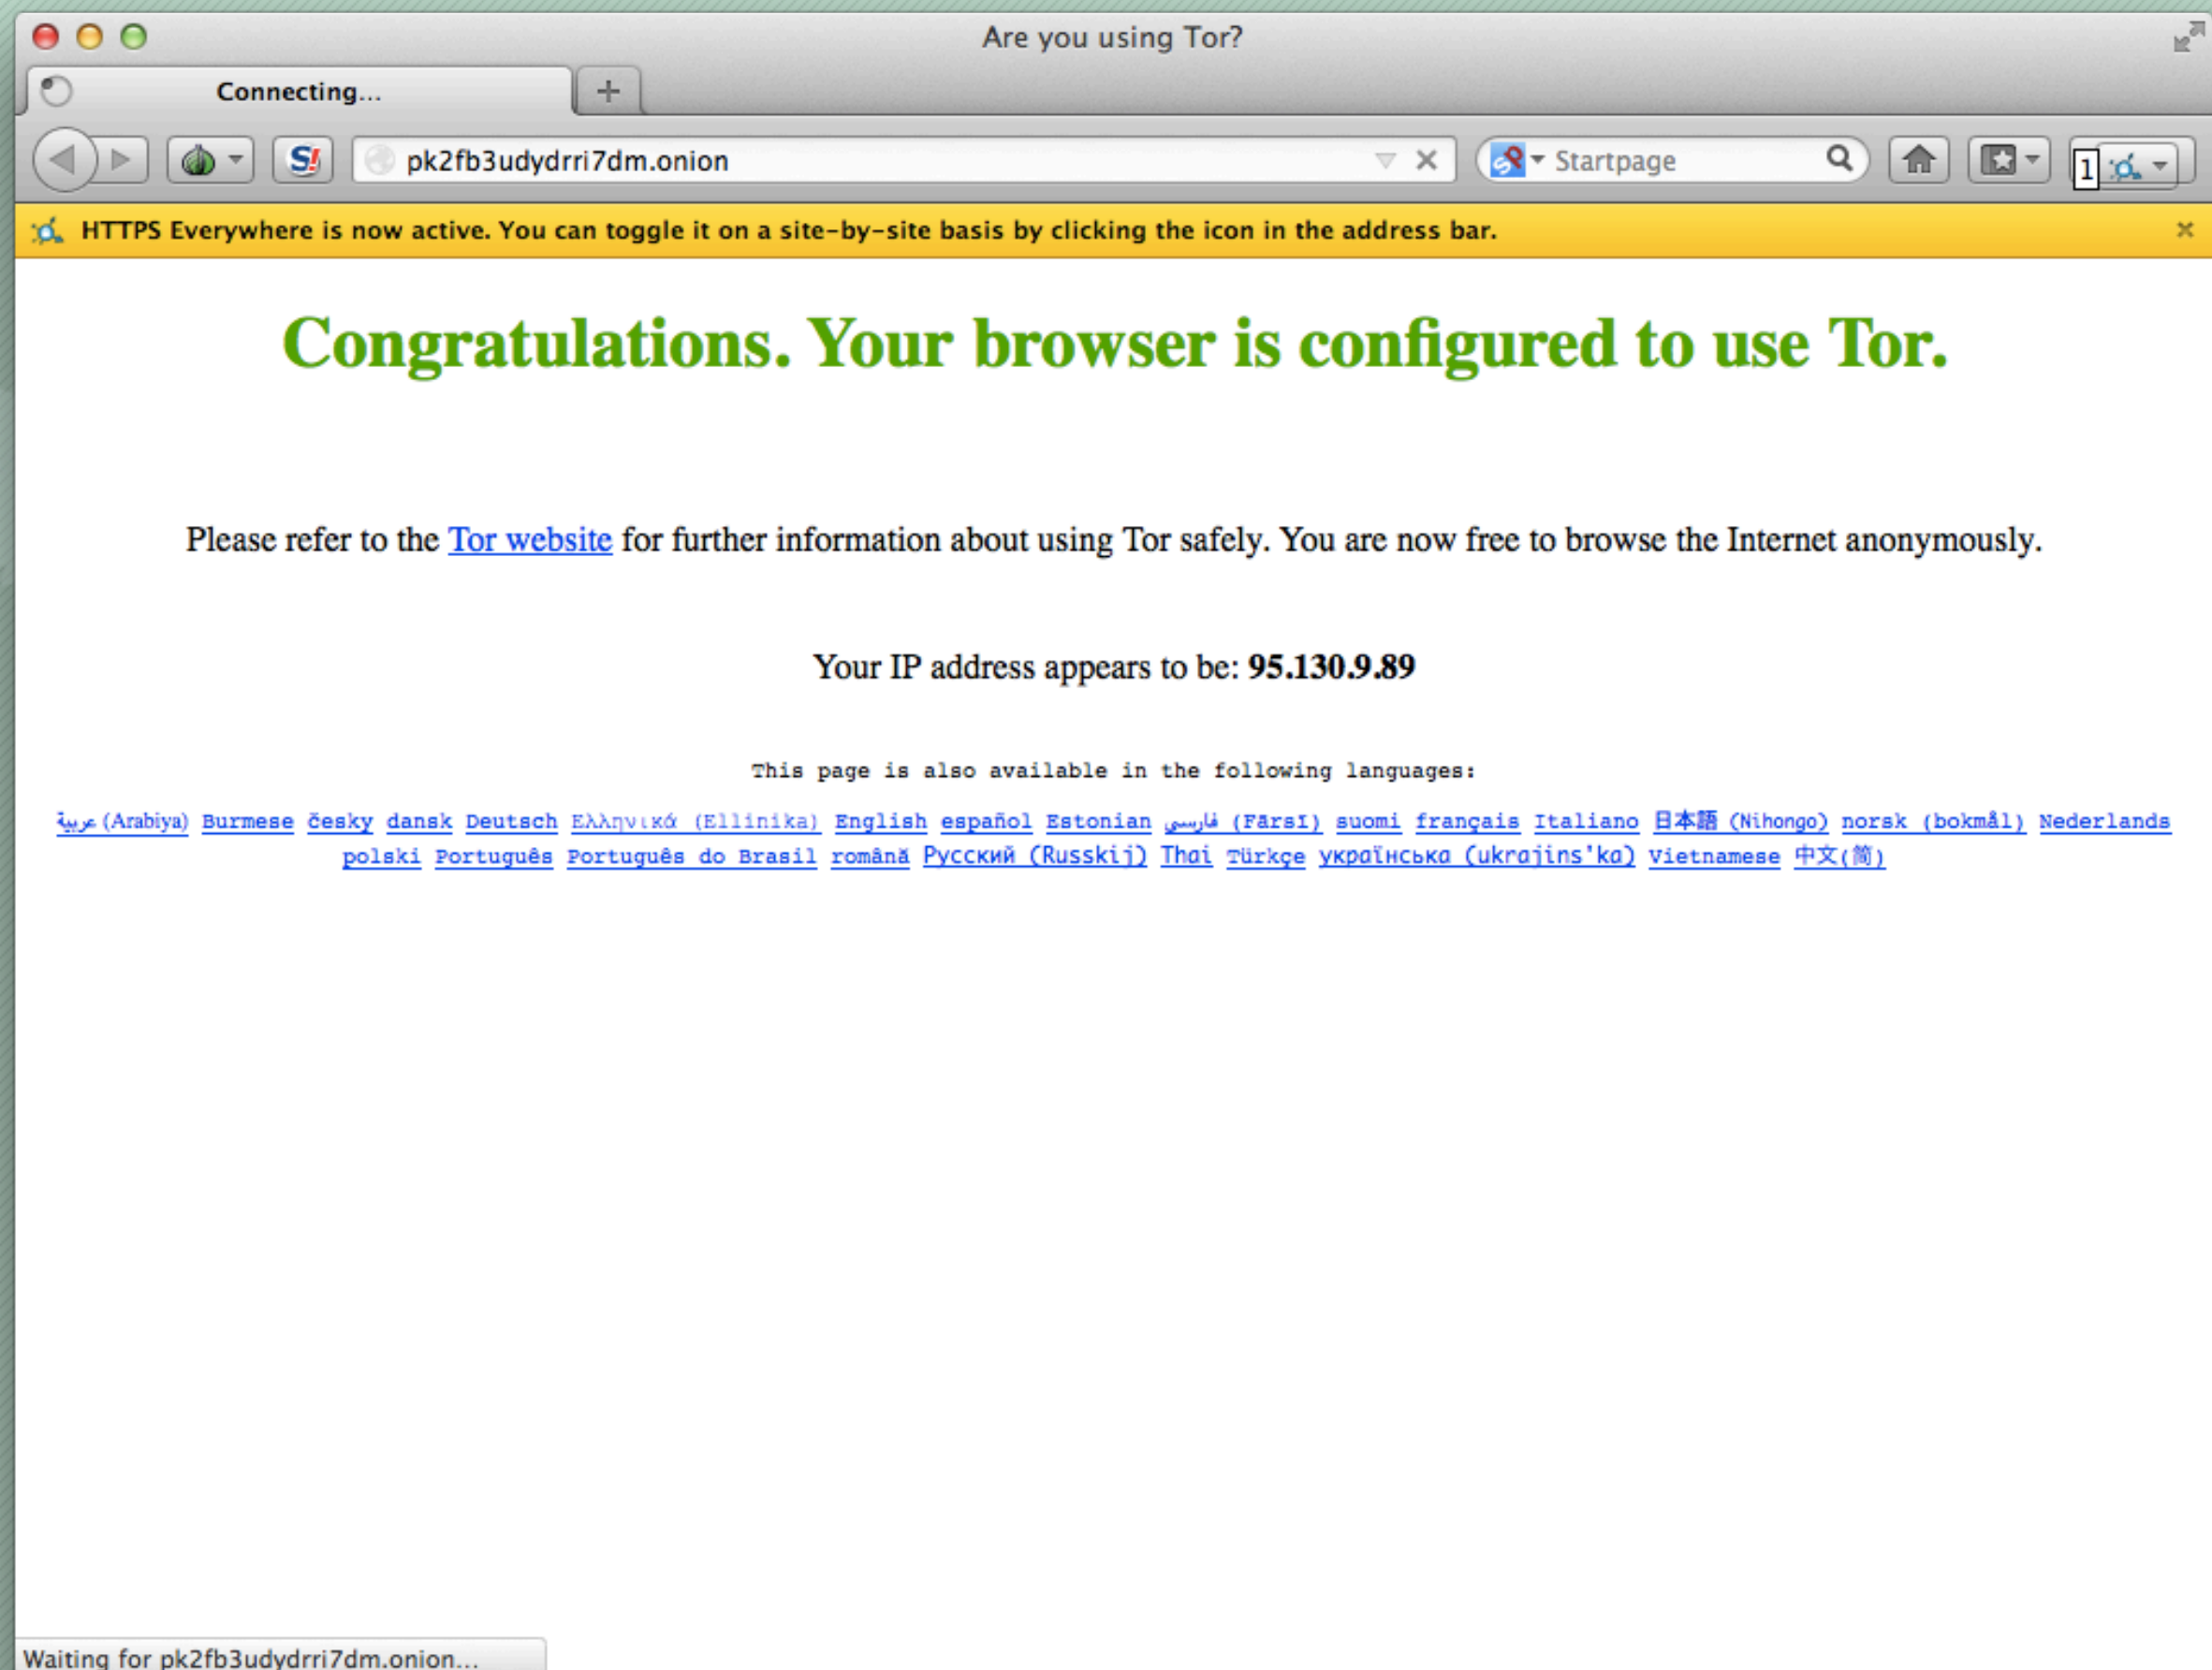 Are you using Tor?
Connecting...
+
S!
pk2fb3udydrri7dm.onion
Startpage
1
HTTPS Everywhere is now active. You can toggle it on a site-by-site basis by clicking the icon in the address bar.
Congratulations. Your browser is configured to use Tor.
Please refer to the Tor website for further information about using Tor safely. You are now free to browse the Internet anonymously.
Your IP address appears to be: 95.130.9.89
This page is also available in the following languages:
عربية (Arabiya) Burmese česky dansk Deutsch Ελληνικά (Ellinika) English español Estonian فارسی (Fārsī) suomi français Italiano 日本語 (Nihongo) norsk (bokmål) Nederlands
polski Português Português do Brasil română Русский (Russkij) Thai Türkçe українська (ukrajins'ka) Vietnamese 中文(简)
Waiting for pk2fb3udydrri7dm.onion...